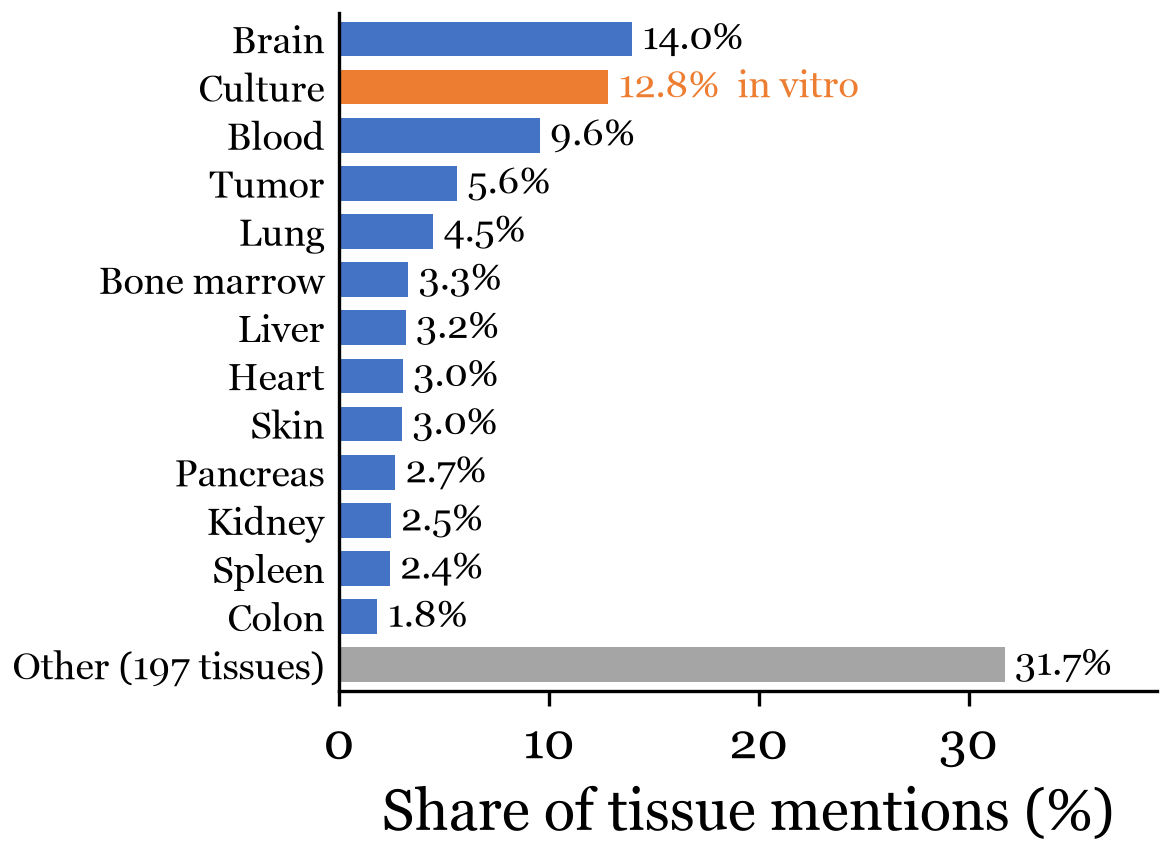 Brain 14.0%
Culture 12.8% in vitro
Blood 9.6%
Tumor 5.6%
Lung 4.5%
Bone marrow 3.3%
Liver 3.2%
Heart 3.0%
Skin 3.0%
Pancreas 2.7%
Kidney 2.5%
Spleen 2.4%
Colon 1.8%
Other (197 tissues) 31.7%
0 10 20 30
Share of tissue mentions (%)